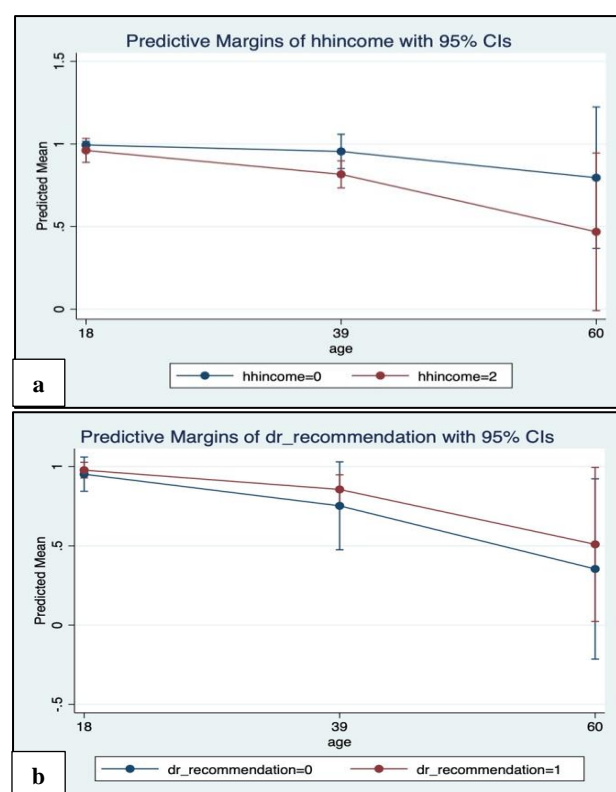 Predictive Margins of hhincome with 95% CIs
Predicted Mean
1.5
1
.5
0
18 39 60
age
hhincome=0 hhincome=2
a
Predictive Margins of dr_recommendation with 95% CIs
Predicted Mean
1
.5
0
-.5
18 39 60
age
dr_recommendation=0 dr_recommendation=1
b